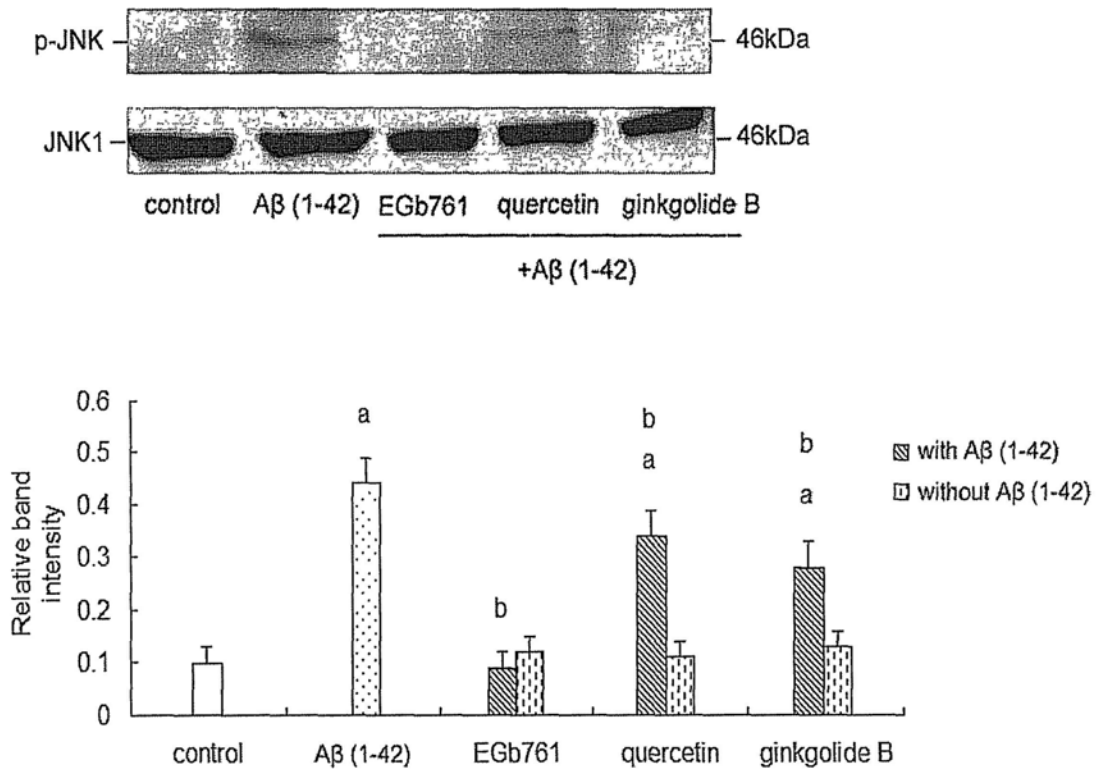 p-JNK 46kDa
JNK1 46kDa
control Aβ (1-42) EGb761 quercetin ginkgolide B
+Aβ (1-42)
0.6
0.5
0.4
0.3
0.2
0.1
0
Relative band
intensity
a
b
b
a
b
a
with Aβ (1-42)
without Aβ (1-42)
control Aβ (1-42) EGb761 quercetin ginkgolide B